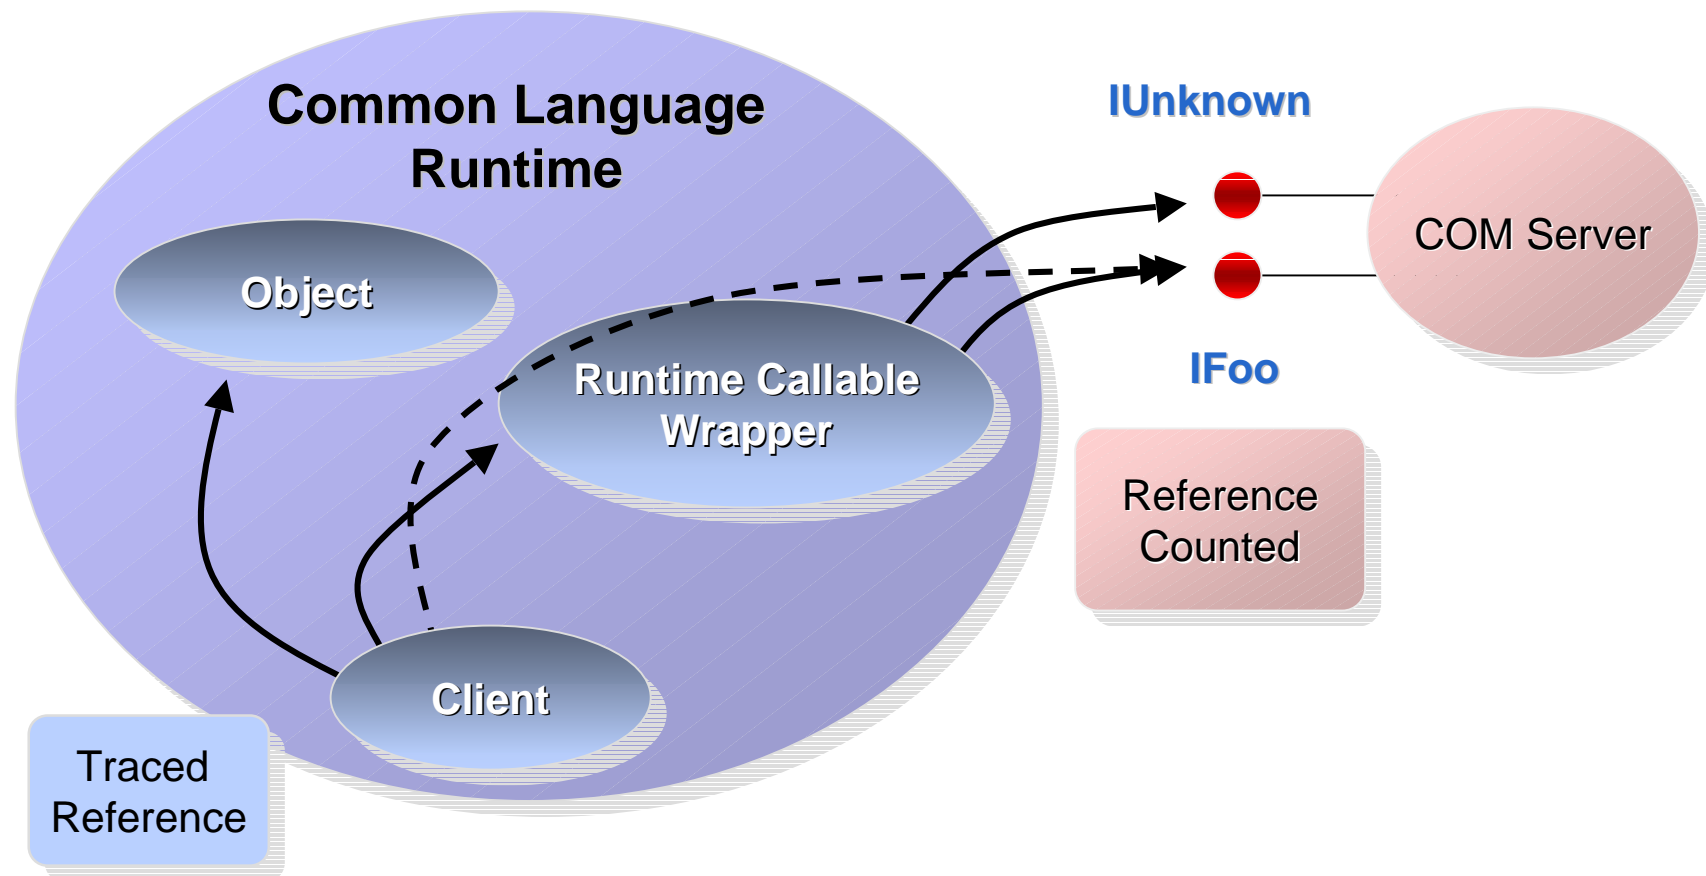 Common Language
Runtime
IUnknown
COM Server
Object
IFoo
Runtime Callable
Wrapper
Reference
Counted
Client
Traced
Reference